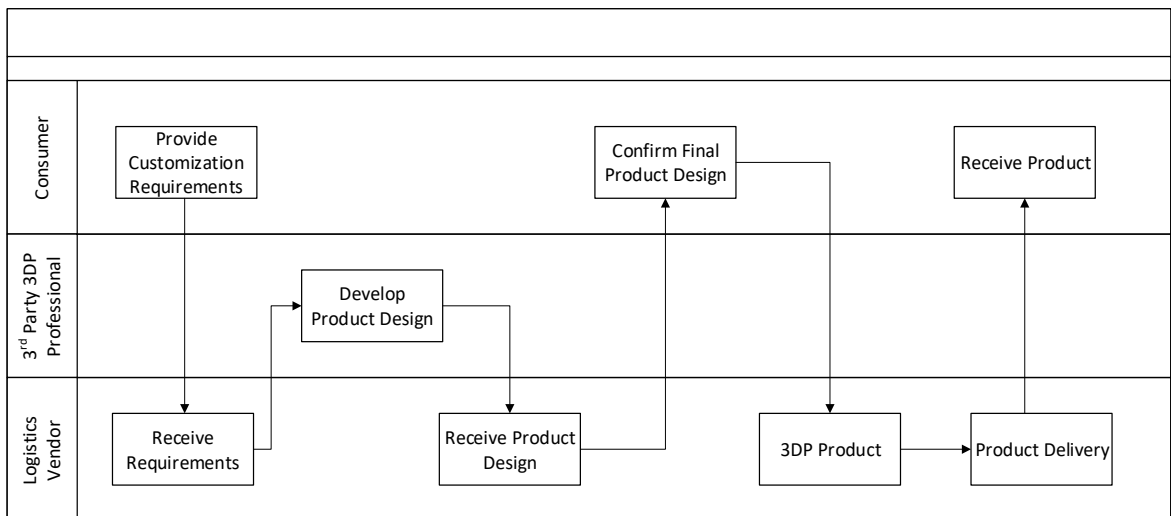 Consumer
Provide
Customization
Requirements
Confirm Final
Product Design
Receive Product
3rd Party 3DP
Professional
Develop
Product Design
Logistics
Vendor
Receive
Requirements
Receive Product
Design
3DP Product
Product Delivery